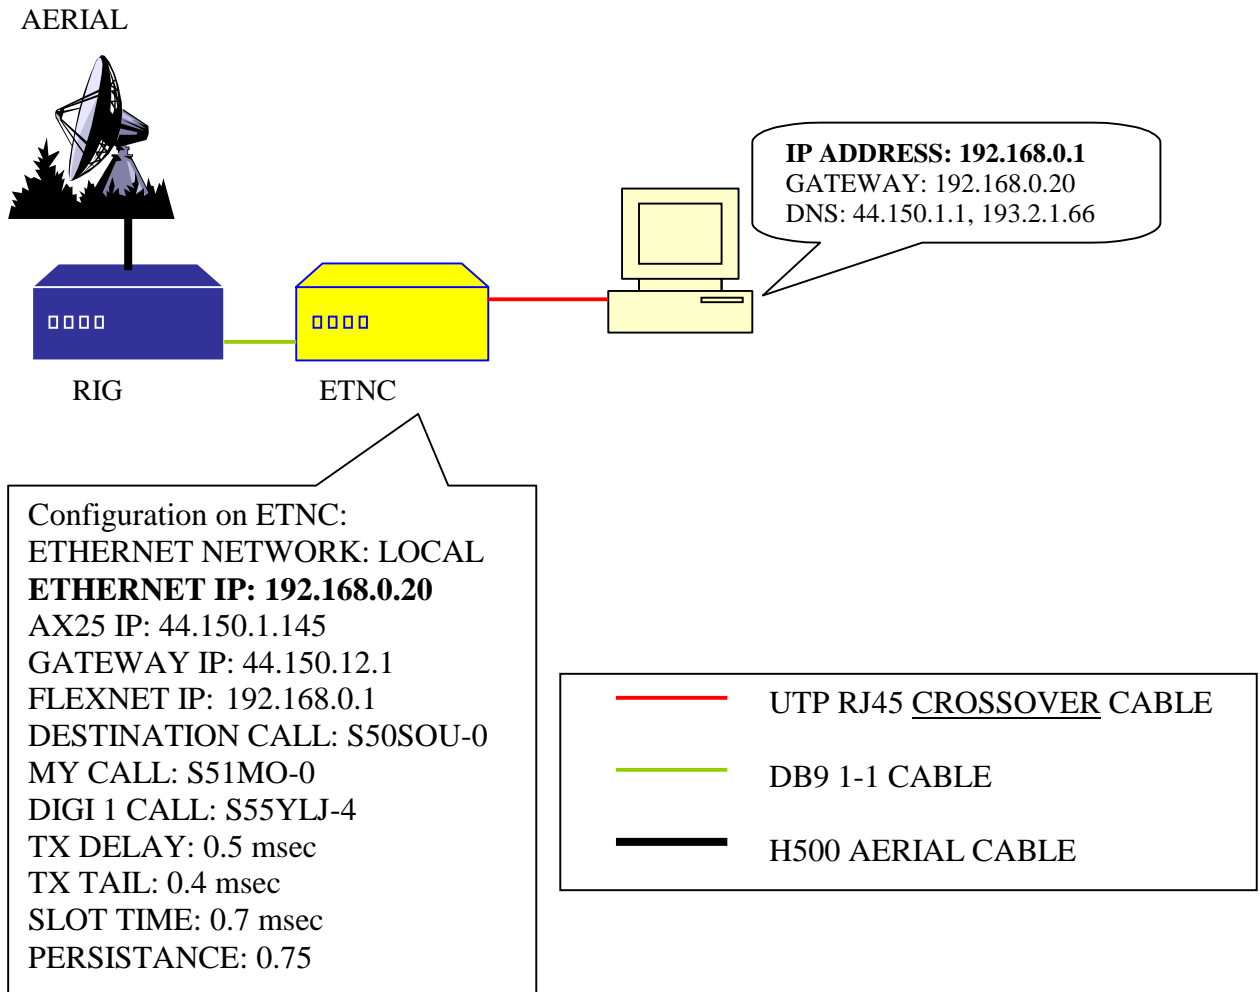 AERIAL
IP ADDRESS: 192.168.0.1
GATEWAY: 192.168.0.20
DNS: 44.150.1.1, 193.2.1.66
RIG
ETNC
Configuration on ETNC:
ETHERNET NETWORK: LOCAL
ETHERNET IP: 192.168.0.20
AX25 IP: 44.150.1.145
GATEWAY IP: 44.150.12.1
FLEXNET IP: 192.168.0.1
DESTINATION CALL: S50SOU-0
MY CALL: S51MO-0
DIGI 1 CALL: S55YLJ-4
TX DELAY: 0.5 msec
TX TAIL: 0.4 msec
SLOT TIME: 0.7 msec
PERSISTANCE: 0.75
UTP RJ45 CROSSOVER CABLE
DB9 1-1 CABLE
H500 AERIAL CABLE